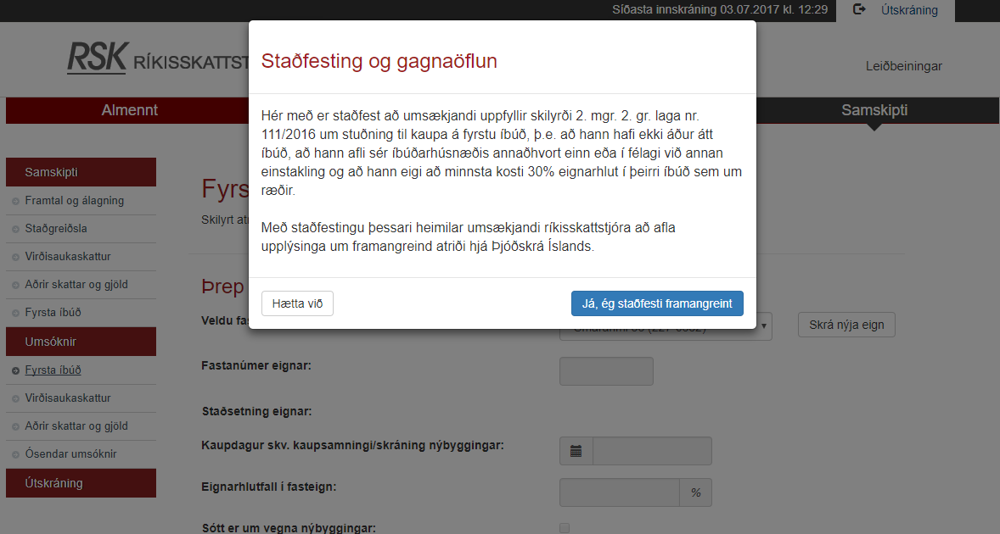 Síðasta innskráning 03.07.2017 kl. 12:29
Útskráning
RSK RÍKISSKATTST
Leiðbeiningar
Almennt
Samskipti
Staðfesting og gagnaöflun
Hér með er staðfest að umsækjandi uppfyllir skilyrði 2. mgr. 2. gr. laga nr.
111/2016 um stuðning til kaupa á fyrstu íbúð, þ.e. að hann hafi ekki áður átt
íbúð, að hann afli sér íbúðarhúsnæðis annaðhvort einn eða í félagi við annan
einstakling og að hann eigi að minnsta kosti 30% eignarhlut í þeirri íbúð sem um
ræðir.
Með staðfestingu þessari heimilar umsækjandi ríkisskattstjóra að afla
upplýsinga um framangreind atriði hjá Þjóðskrá Íslands.
Hætta við
Já, ég staðfesti framangreint
Samskipti
Framtal og álagning
Staðgreiðsla
Virðisaukaskattur
Aðrir skattar og gjöld
Fyrsta íbúð
Umsóknir
Fyrsta íbúð
Virðisaukaskattur
Aðrir skattar og gjöld
Ósendar umsóknir
Útskráning
Fyrs
Skilyrt at
Þrep
Veldu fas
Skrá nýja eign
Fastanúmer eignar:
Staðsetning eignar:
Kaupdagur skv. kaupsamningi/skráning nýbyggingar:
Eignarhlutfall í fasteign:
%
Sótt er um vegna nýbyggingar: